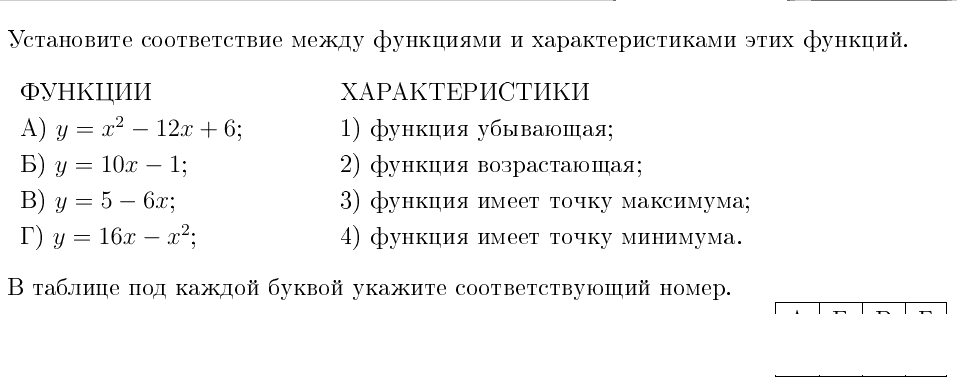 Установите соответствие между функциями и характеристиками этих функций.
ФУНКЦИИ ХАРАКТЕРИСТИКИ
А) y = x² − 12x + 6; 1) функция убывающая;
Б) y = 10x − 1; 2) функция возрастающая;
В) y = 5 − 6x; 3) функция имеет точку максимума;
Г) y = 16x − x²; 4) функция имеет точку минимума.
В таблице под каждой буквой укажите соответствующий номер.